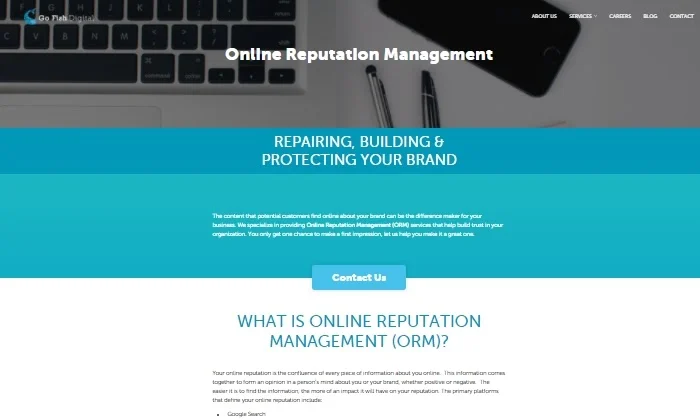 Go Fish Digital
ABOUT US
SERVICES
CAREERS
BLOG
CONTACT
Online Reputation Management
REPAIRING, BUILDING &
PROTECTING YOUR BRAND
The content that potential customers find online about your brand can be the difference maker for your
business. We specialize in providing Online Reputation Management (ORM) services that help build trust in your
organization. You only get one chance to make a first impression, let us help you make it a great one.
Contact Us
WHAT IS ONLINE REPUTATION
MANAGEMENT (ORM)?
Your online reputation is the confluence of every piece of information about you online. This information comes
together to form an opinion in a person's mind about you or your brand, whether positive or negative. The
easier it is to find the information, the more of an impact it will have on your reputation. The primary platforms
that define your online reputation include:
Google Search